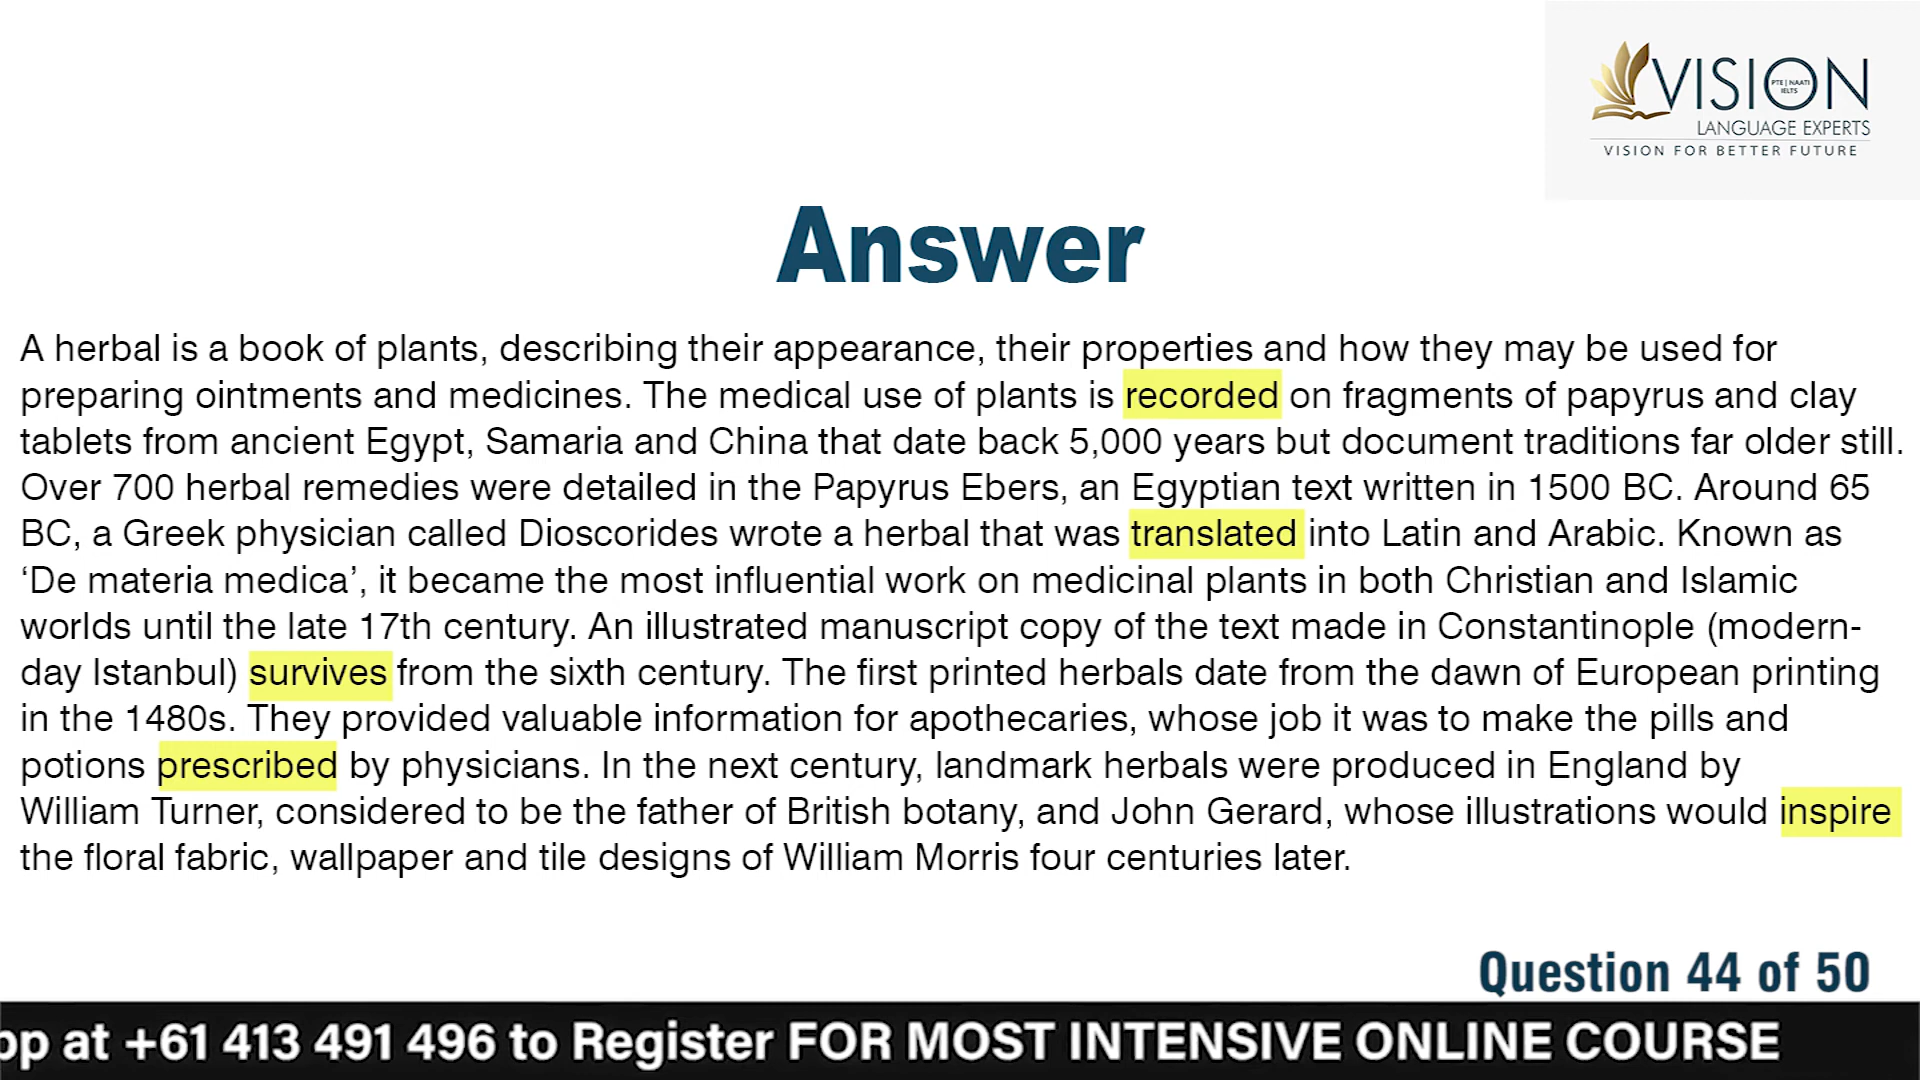 VISION
PTE | NAATI
IELTS
LANGUAGE EXPERTS
VISION FOR BETTER FUTURE
Answer
A herbal is a book of plants, describing their appearance, their properties and how they may be used for
preparing ointments and medicines. The medical use of plants is recorded on fragments of papyrus and clay
tablets from ancient Egypt, Samaria and China that date back 5,000 years but document traditions far older still.
Over 700 herbal remedies were detailed in the Papyrus Ebers, an Egyptian text written in 1500 BC. Around 65
BC, a Greek physician called Dioscorides wrote a herbal that was translated into Latin and Arabic. Known as
‘De materia medica’, it became the most influential work on medicinal plants in both Christian and Islamic
worlds until the late 17th century. An illustrated manuscript copy of the text made in Constantinople (modern-
day Istanbul) survives from the sixth century. The first printed herbals date from the dawn of European printing
in the 1480s. They provided valuable information for apothecaries, whose job it was to make the pills and
potions prescribed by physicians. In the next century, landmark herbals were produced in England by
William Turner, considered to be the father of British botany, and John Gerard, whose illustrations would inspire
the floral fabric, wallpaper and tile designs of William Morris four centuries later.
Question 44 of 50
at +61 413 491 496 to Register FOR MOST INTENSIVE ONLINE COURSE